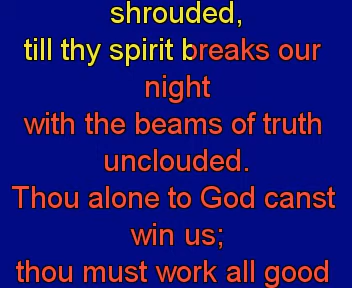 shrouded,
till thy spirit breaks our
night
with the beams of truth
unclouded.
Thou alone to God canst
win us;
thou must work all good